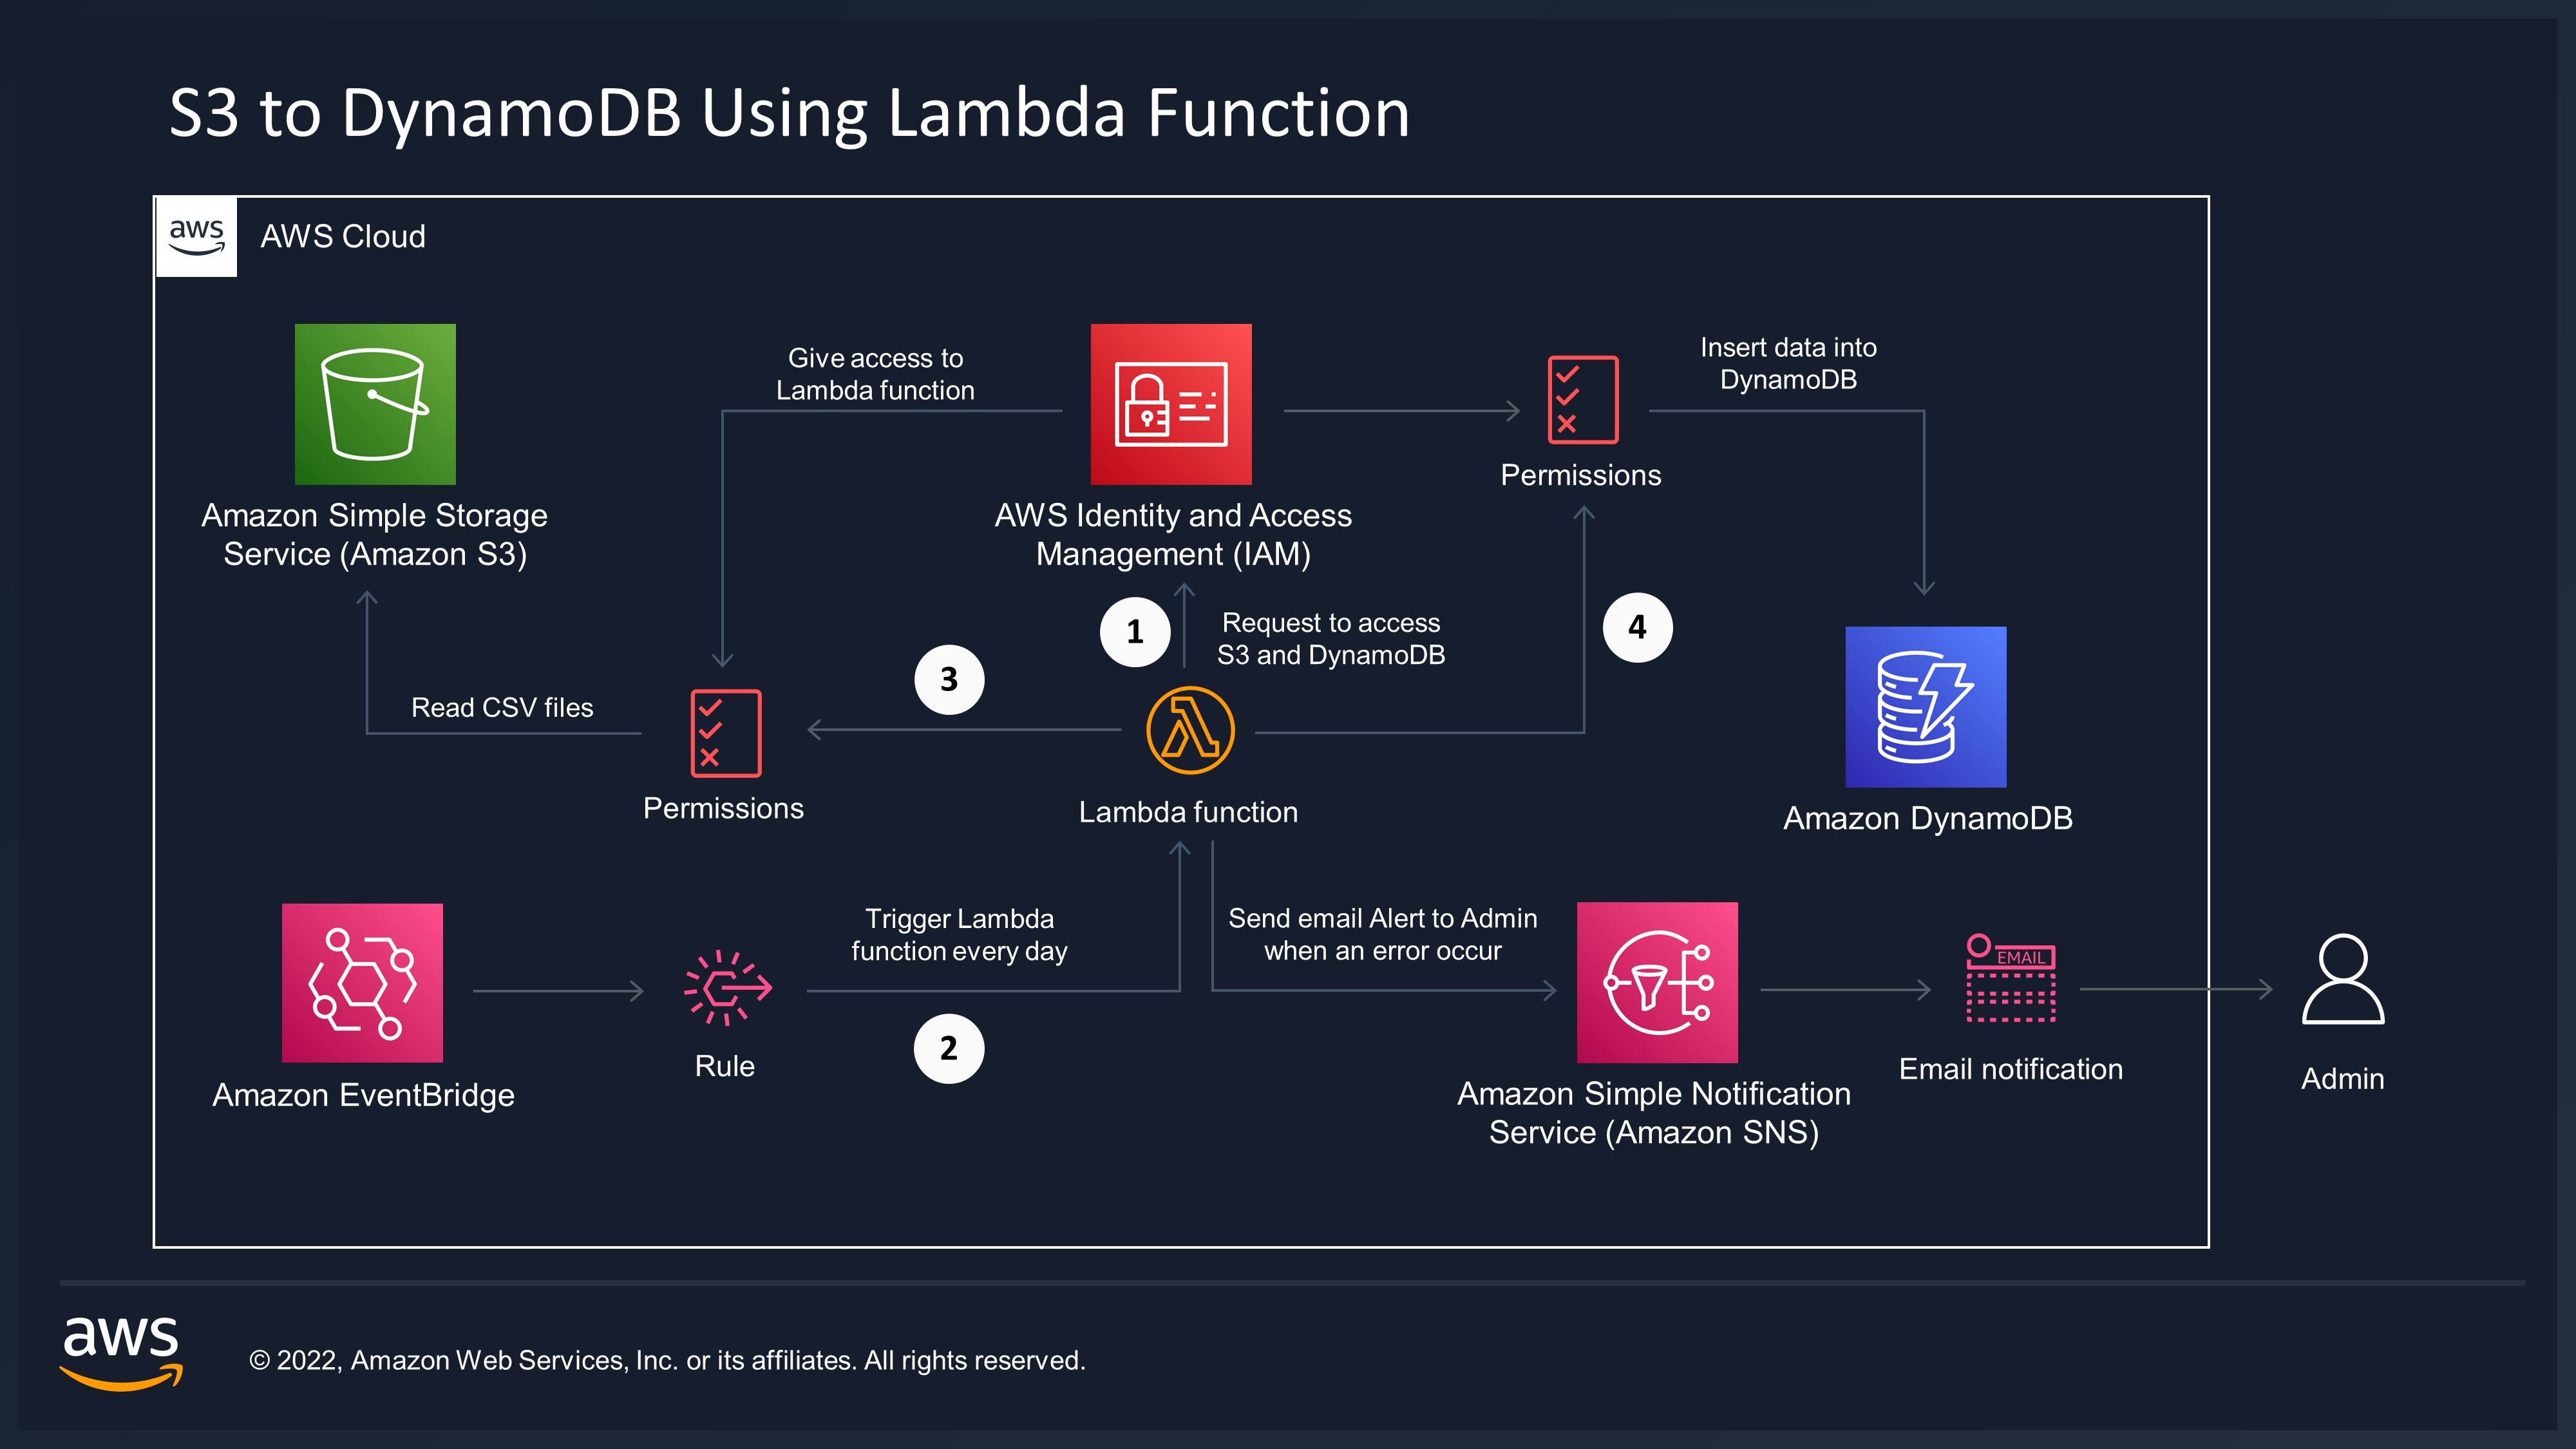 S3 to DynamoDB Using Lambda Function
aws
AWS Cloud
Amazon Simple Storage
Service (Amazon S3)
Give access to
Lambda function
AWS Identity and Access
Management (IAM)
Permissions
Insert data into
DynamoDB
1
Request to access
S3 and DynamoDB
4
3
Read CSV files
Permissions
Lambda function
Amazon DynamoDB
Amazon EventBridge
Rule
Trigger Lambda
function every day
2
Send email Alert to Admin
when an error occur
Amazon Simple Notification
Service (Amazon SNS)
EMAIL
Email notification
Admin
aws
© 2022, Amazon Web Services, Inc. or its affiliates. All rights reserved.